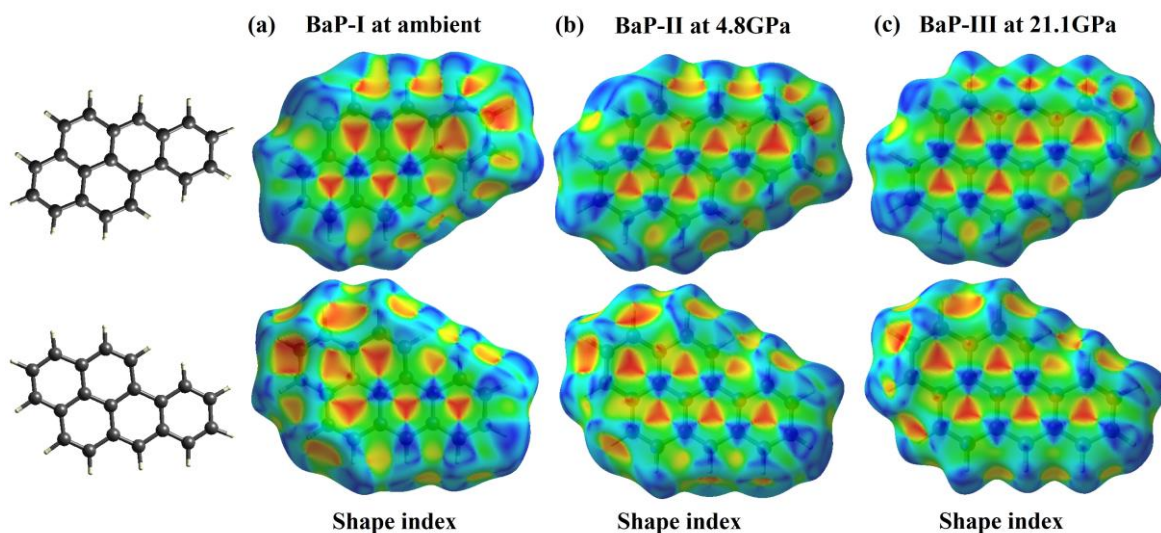 (a) BaP-I at ambient
(b) BaP-II at 4.8GPa
(c) BaP-III at 21.1GPa
Shape index
Shape index
Shape index